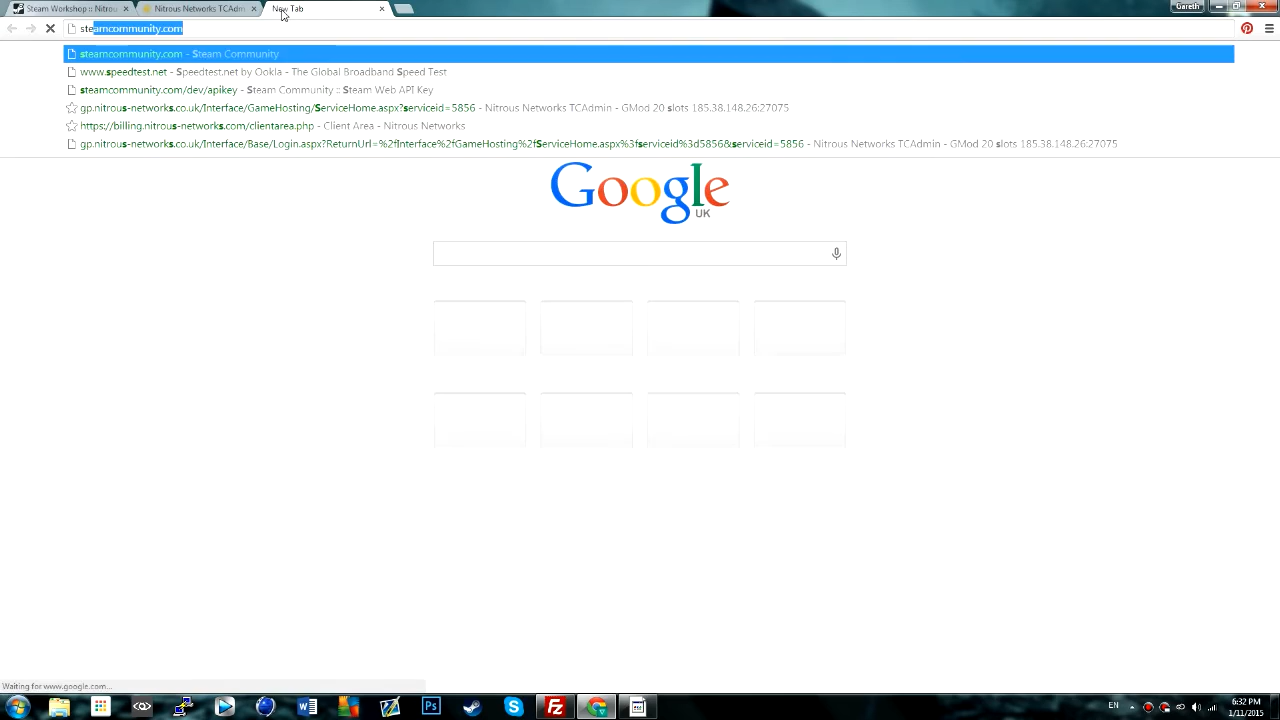 Steam Workshop :: Nitrou
Nitrous Networks TCAdm
New Tab
Gareth
steamcommunity.com
steamcommunity.com - Steam Community
www.speedtest.net - Speedtest.net by Ookla - The Global Broadband Speed Test
steamcommunity.com/dev/apikey - Steam Community :: Steam Web API Key
gp.nitrous-networks.co.uk/Interface/GameHosting/ServiceHome.aspx?serviceid=5856 - Nitrous Networks TCAdmin - GMod 20 slots 185.38.148.26:27075
https://billing.nitrous-networks.com/clientarea.php - Client Area - Nitrous Networks
gp.nitrous-networks.co.uk/Interface/Base/Login.aspx?ReturnUrl=%2fInterface%2fGameHosting%2fServiceHome.aspx%3fserviceid%3d5856&serviceid=5856 - Nitrous Networks TCAdmin - GMod 20 slots 185.38.148.26:27075
Google
UK
Waiting for www.google.com...
Ps
EN
6:32 PM
1/11/2015